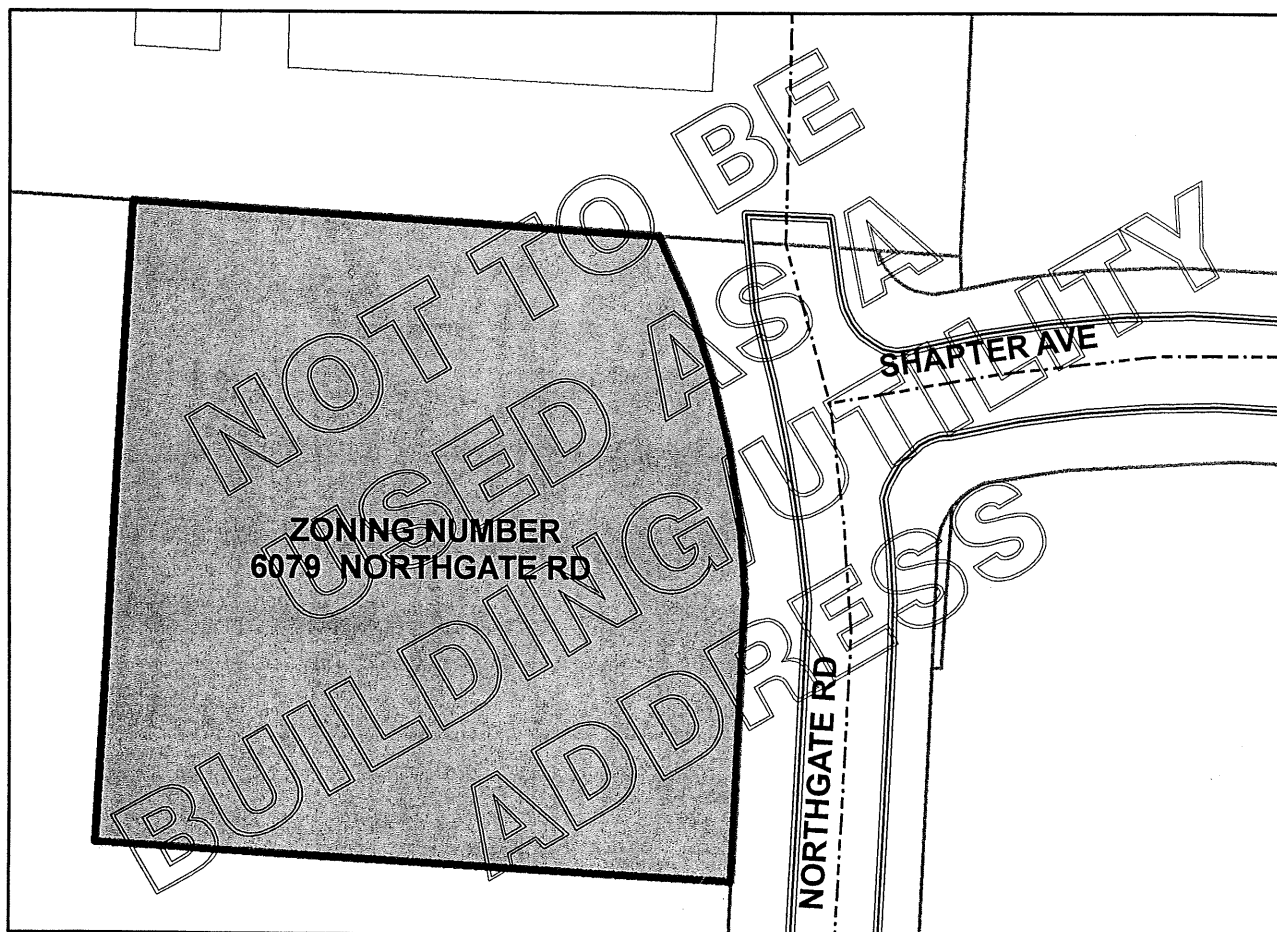 NOT TO BE
USED AS A
BUILDING / UTILITY
ADDRESS
SHAPTER AVE
ZONING NUMBER
6079 NORTHGATE RD
NORTHGATE RD